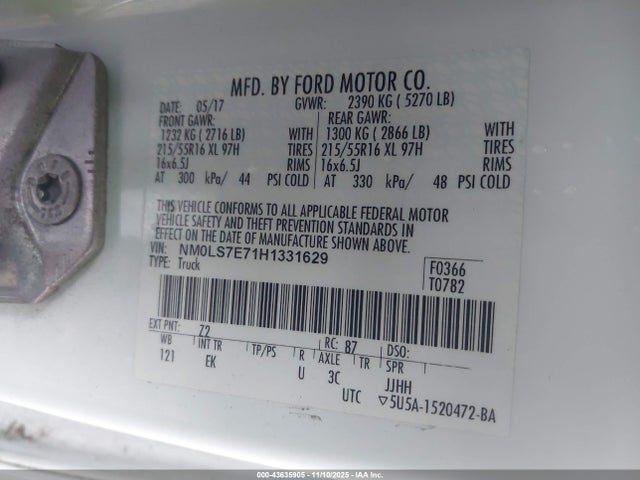 MFD. BY FORD MOTOR CO.
DATE: 05/17 GVWR: 2390 KG ( 5270 LB)
FRONT GAWR: REAR GAWR:
1232 KG ( 2716 LB) WITH 1300 KG ( 2866 LB) WITH
215/55R16 XL 97H TIRES 215/55R16 XL 97H TIRES
16x6.5J RIMS 16x6.5J RIMS
AT 300 kPa/ 44 PSI COLD AT 330 kPa/ 48 PSI COLD
THIS VEHICLE CONFORMS TO ALL APPLICABLE FEDERAL MOTOR
VEHICLE SAFETY AND THEFT PREVENTION STANDARDS IN
EFFECT ON THE DATE OF MANUFACTURE SHOWN ABOVE.
VIN: NM0LS7E71H1331629
TYPE: Truck
F0366
T0782
EXT PNT: Z2 RC: 87 DSO:
WB INT TR TP/PS R AXLE TR SPR
121 EK U 3C JJHH
UTC ▽5U5A-1520472-BA
000-43635905 - 11/10/2025 - IAA, Inc.